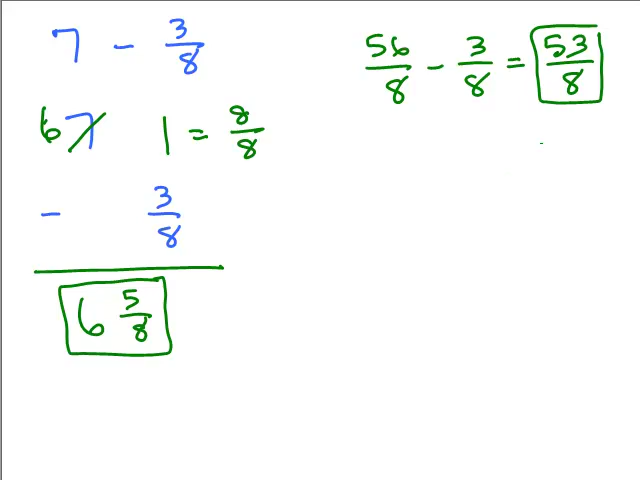 7 - 3/8
6 7 1 = 8/8
- 3/8
6 5/8
56/8 - 3/8 = 53/8